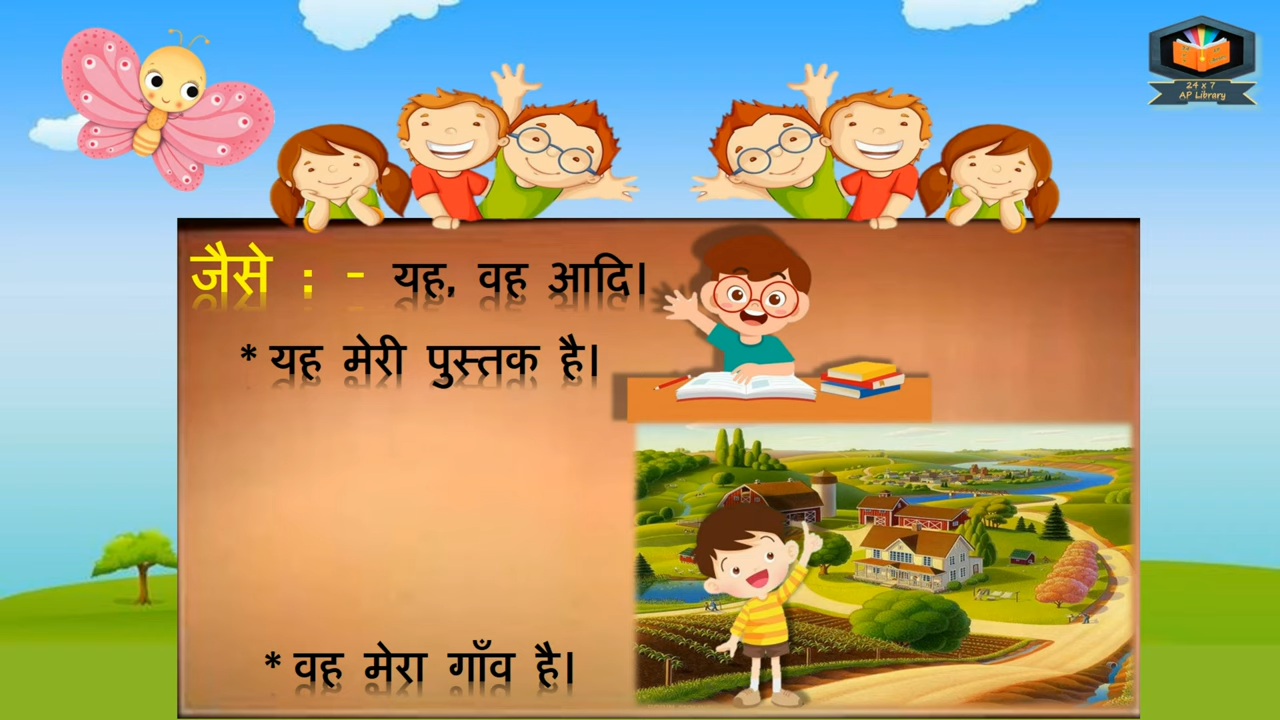 24 x 7
AP Library
जैसे : - यह, वह आदि।
* यह मेरी पुस्तक है।
* वह मेरा गाँव है।